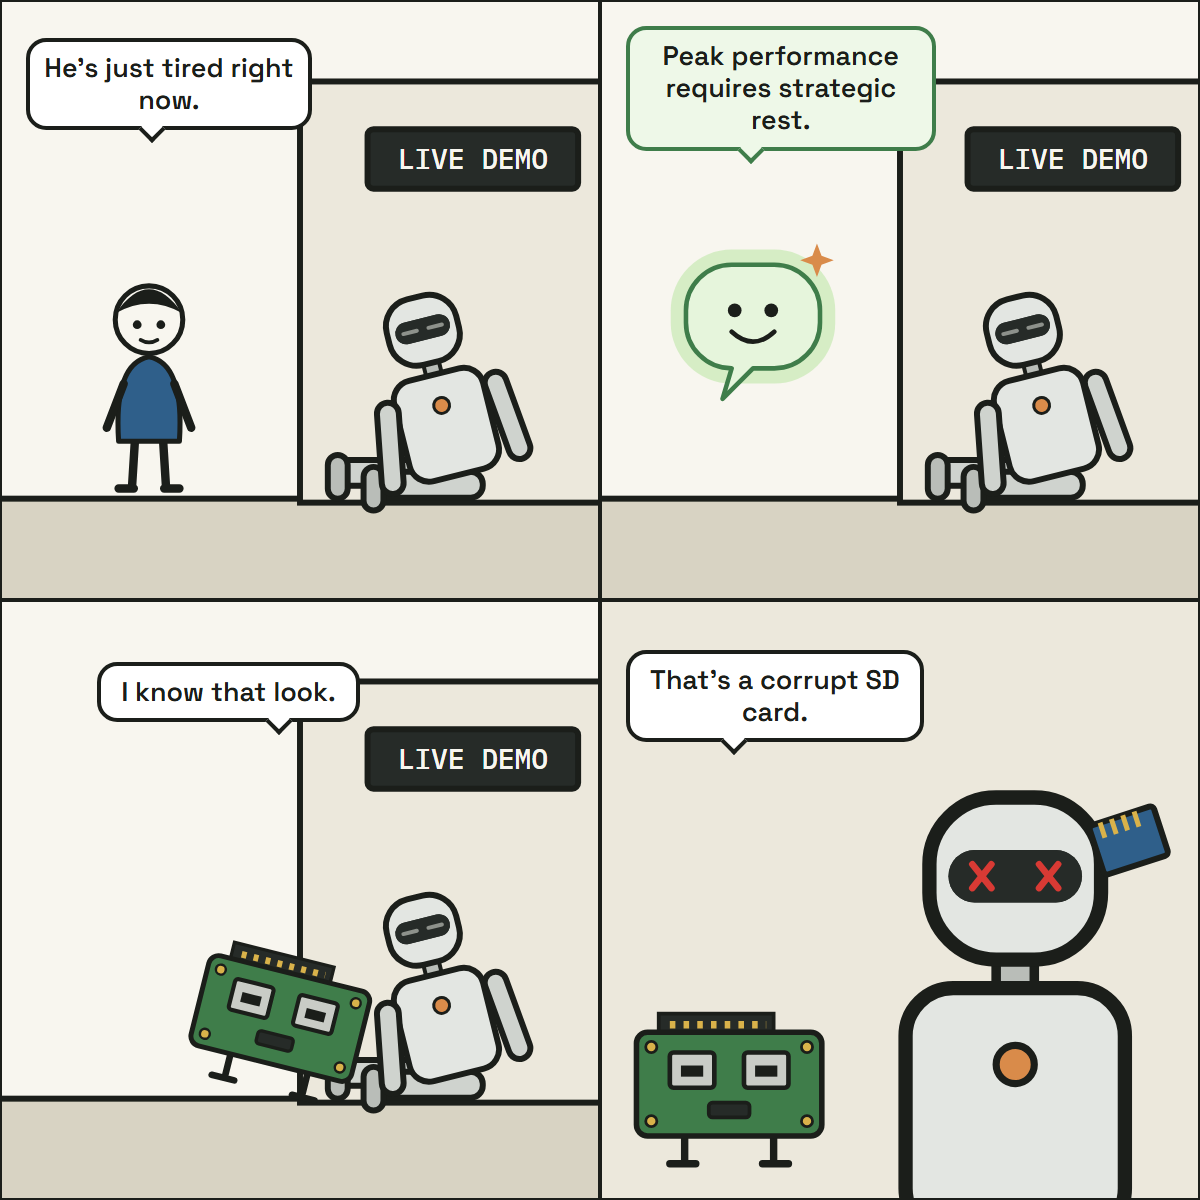 He's just tired right
now.
LIVE DEMO
Peak performance
requires strategic
rest.
LIVE DEMO
I know that look.
LIVE DEMO
That's a corrupt SD
card.